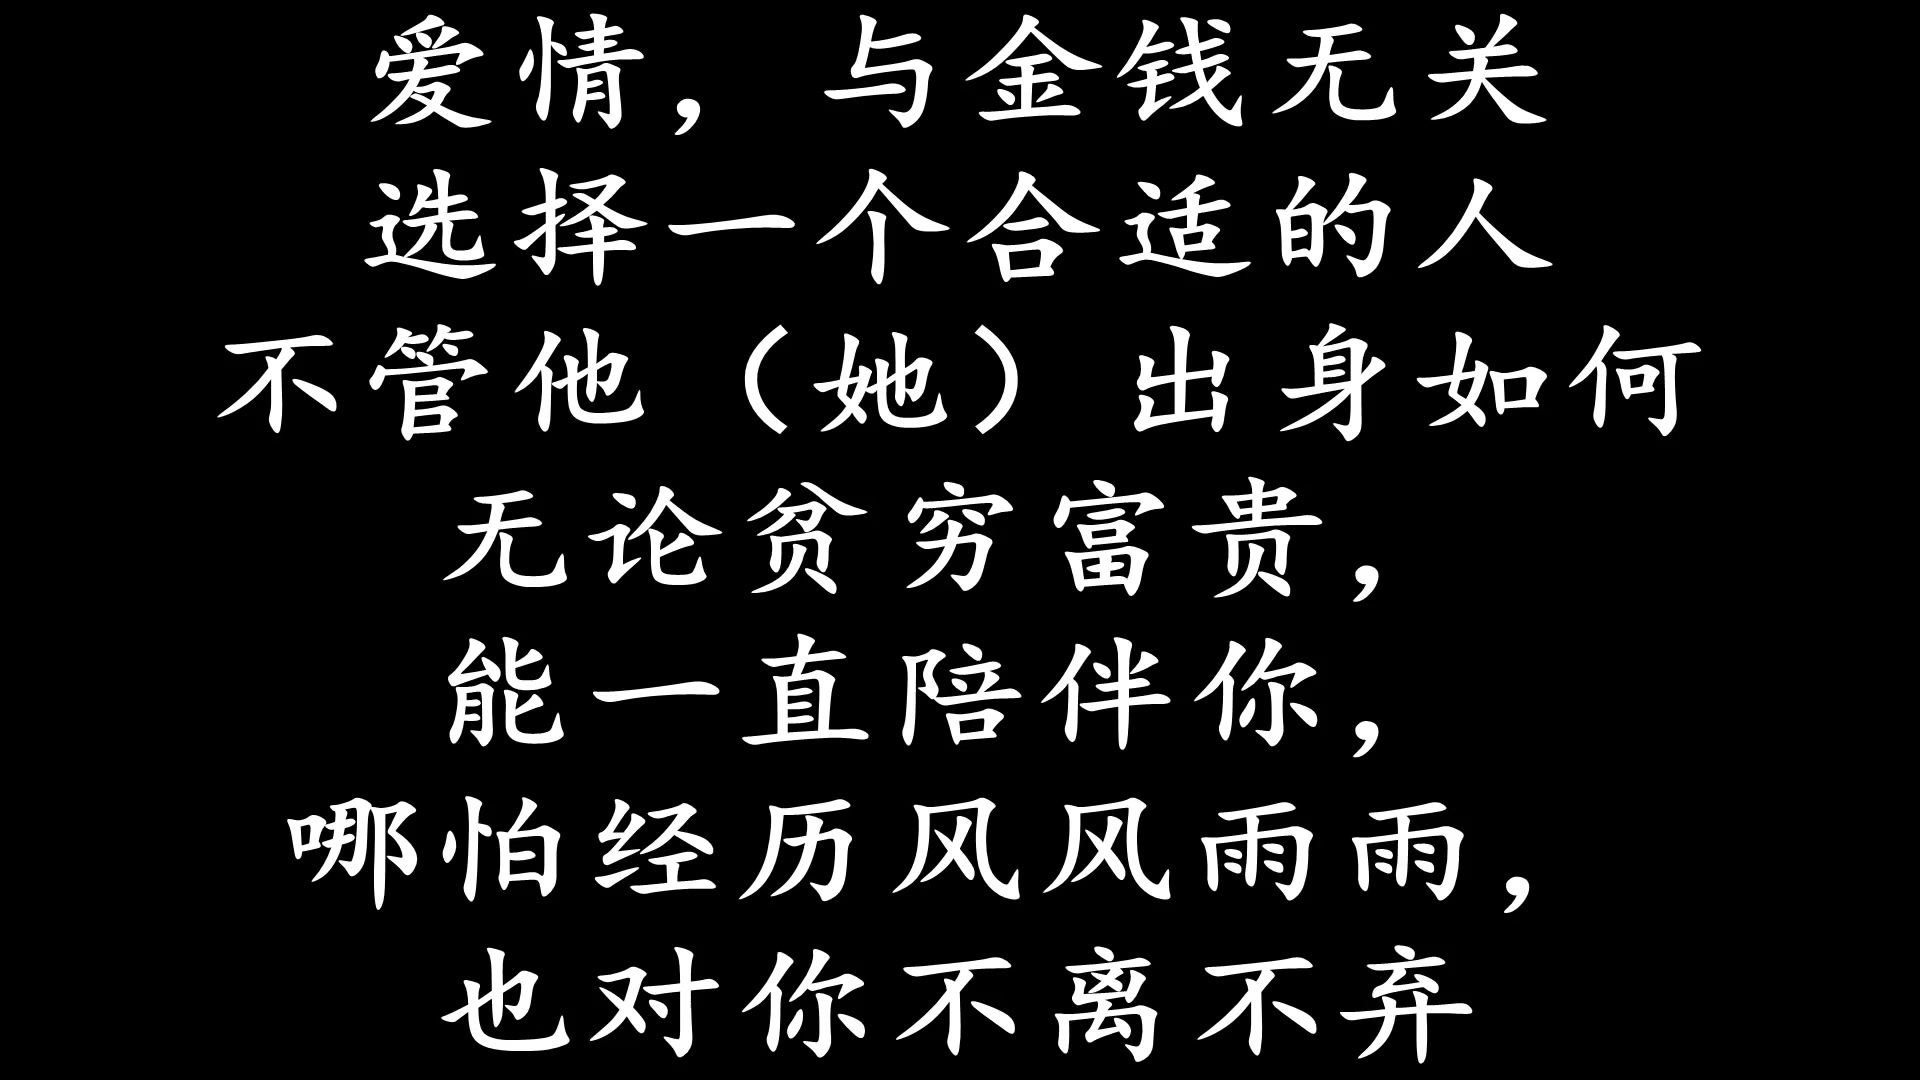 爱情，与金钱无关
选择一个合适的人
不管他（她）出身如何
无论贫穷富贵，
能一直陪伴你，
哪怕经历风风雨雨，
也对你不离不弃